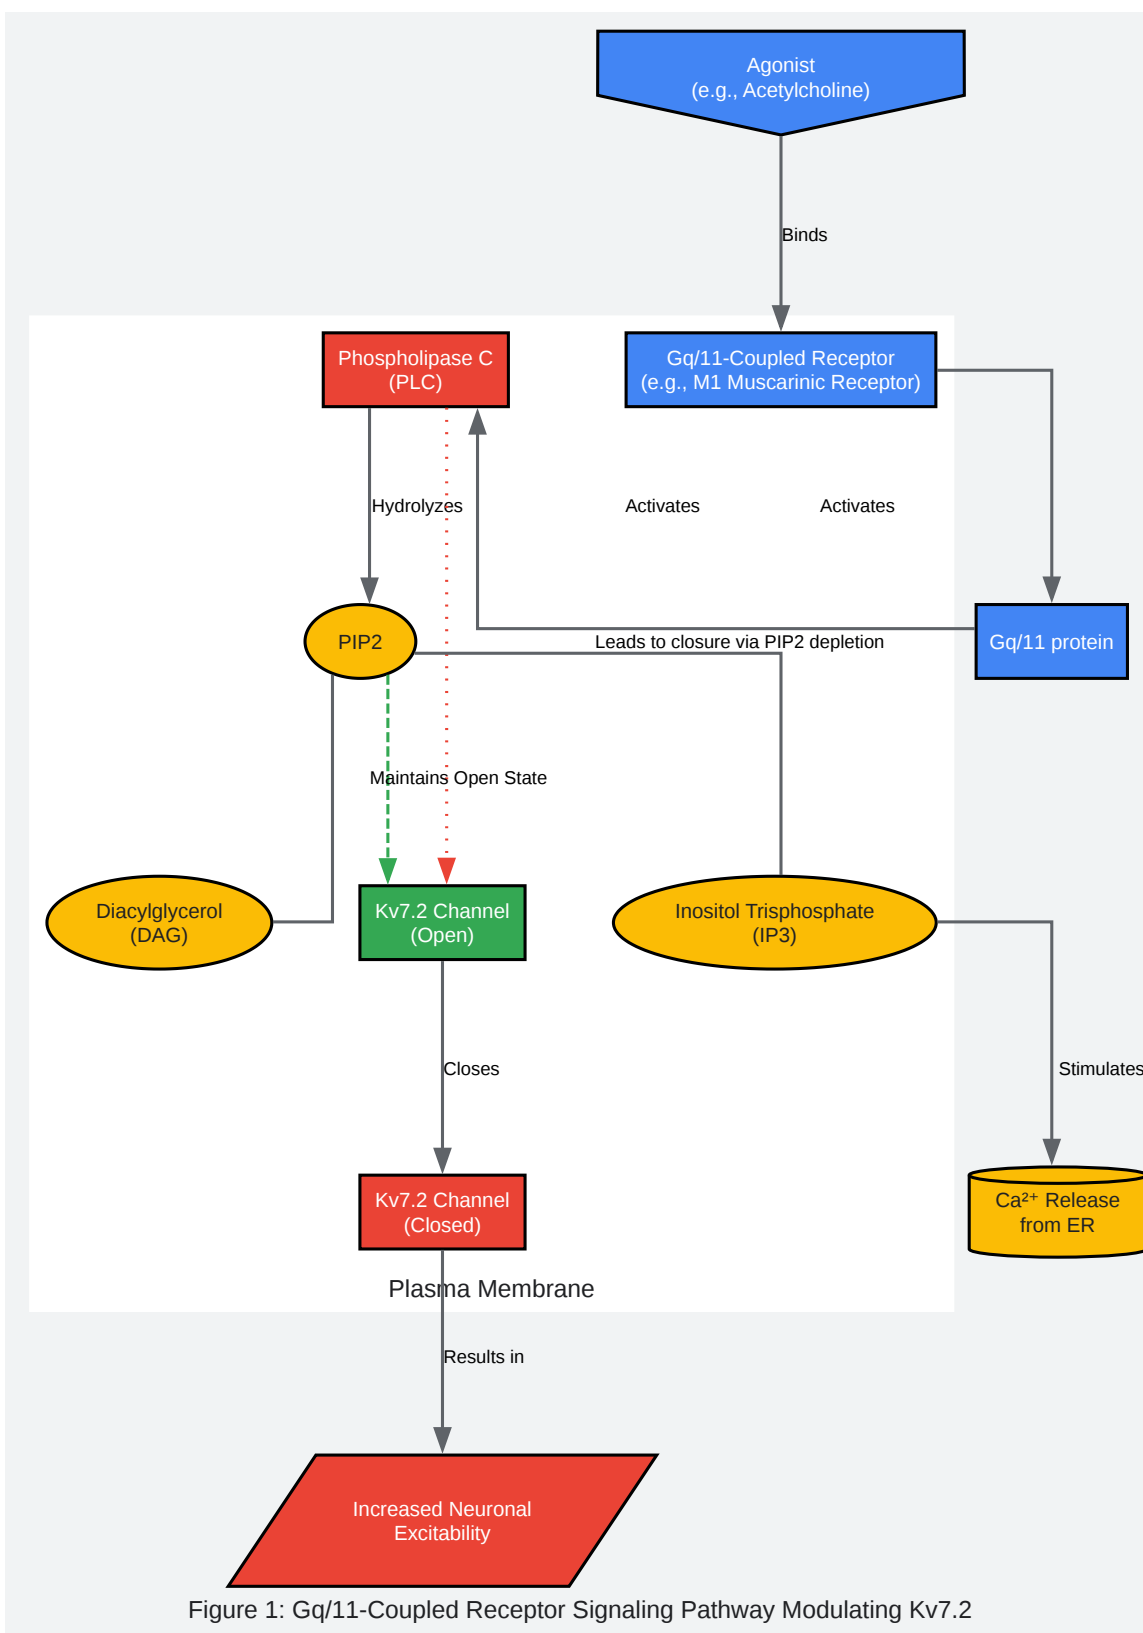 Agonist
(e.g., Acetylcholine)
Binds
Phospholipase C
(PLC)
Gq/11-Coupled Receptor
(e.g., M1 Muscarinic Receptor)
Hydrolyzes
Activates
Activates
PIP2
Leads to closure via PIP2 depletion
Gq/11 protein
Maintains Open State
Diacylglycerol
(DAG)
Kv7.2 Channel
(Open)
Inositol Trisphosphate
(IP3)
Closes
Stimulates
Kv7.2 Channel
(Closed)
Ca²⁺ Release
from ER
Plasma Membrane
Results in
Increased Neuronal
Excitability
Figure 1: Gq/11-Coupled Receptor Signaling Pathway Modulating Kv7.2